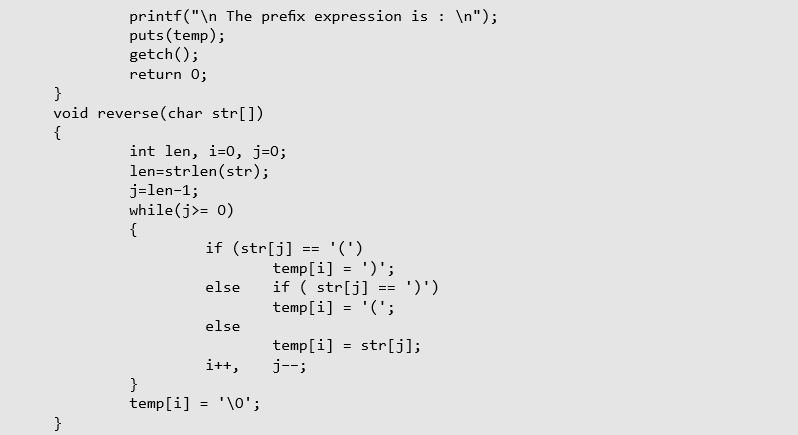 printf("\n The prefix expression is : \n");
puts(temp);
getch();
return 0;
}
void reverse(char str[])
{
int len, i=0, j=0;
len=strlen(str);
j=len-1;
while(j>= 0)
{
if (str[j] == '(')
temp[i] = ')';
else if ( str[j] == ')')
temp[i] = '(';
else
temp[i] = str[j];
i++, j--;
}
temp[i] = '\0';
}